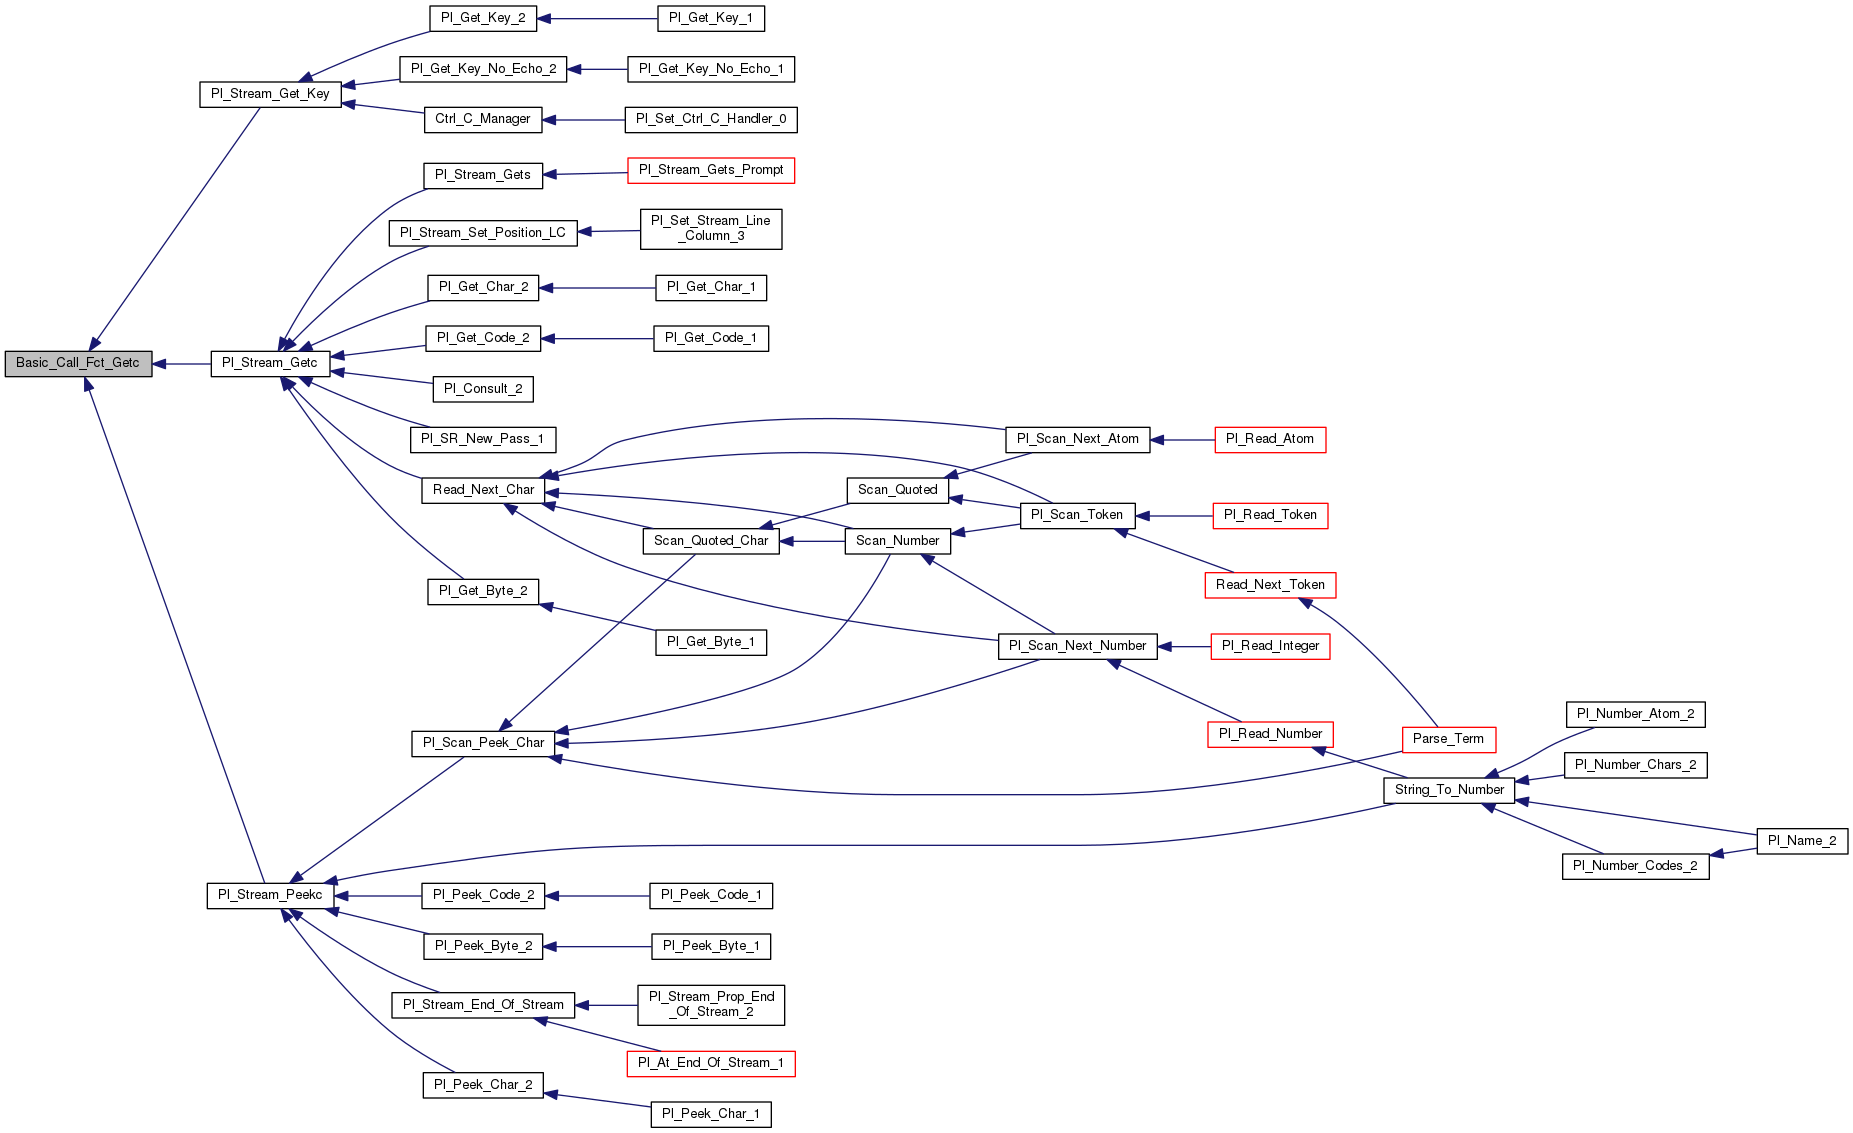 Pl_Get_Key_2
Pl_Get_Key_1
Pl_Get_Key_No_Echo_2
Pl_Get_Key_No_Echo_1
Pl_Stream_Get_Key
Ctrl_C_Manager
Pl_Set_Ctrl_C_Handler_0
Pl_Stream_Gets
Pl_Stream_Gets_Prompt
Pl_Stream_Set_Position_LC
Pl_Set_Stream_Line
_Column_3
Pl_Get_Char_2
Pl_Get_Char_1
Pl_Get_Code_2
Pl_Get_Code_1
Basic_Call_Fct_Getc
Pl_Stream_Getc
Pl_Consult_2
Pl_SR_New_Pass_1
Pl_Scan_Next_Atom
Pl_Read_Atom
Read_Next_Char
Scan_Quoted
Pl_Scan_Token
Pl_Read_Token
Scan_Quoted_Char
Scan_Number
Pl_Get_Byte_2
Read_Next_Token
Pl_Get_Byte_1
Pl_Scan_Next_Number
Pl_Read_Integer
Pl_Number_Atom_2
Pl_Scan_Peek_Char
Pl_Read_Number
Parse_Term
Pl_Number_Chars_2
String_To_Number
Pl_Name_2
Pl_Number_Codes_2
Pl_Stream_Peekc
Pl_Peek_Code_2
Pl_Peek_Code_1
Pl_Peek_Byte_2
Pl_Peek_Byte_1
Pl_Stream_End_Of_Stream
Pl_Stream_Prop_End
_Of_Stream_2
Pl_At_End_Of_Stream_1
Pl_Peek_Char_2
Pl_Peek_Char_1